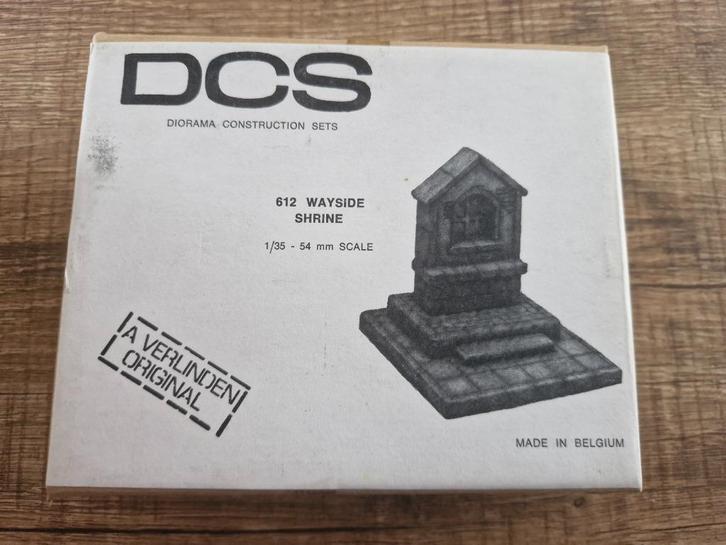 DCS
DIORAMA CONSTRUCTION SETS
612 WAYSIDE
SHRINE
1/35 - 54 mm SCALE
A VERLINDEN
ORIGINAL
MADE IN BELGIUM